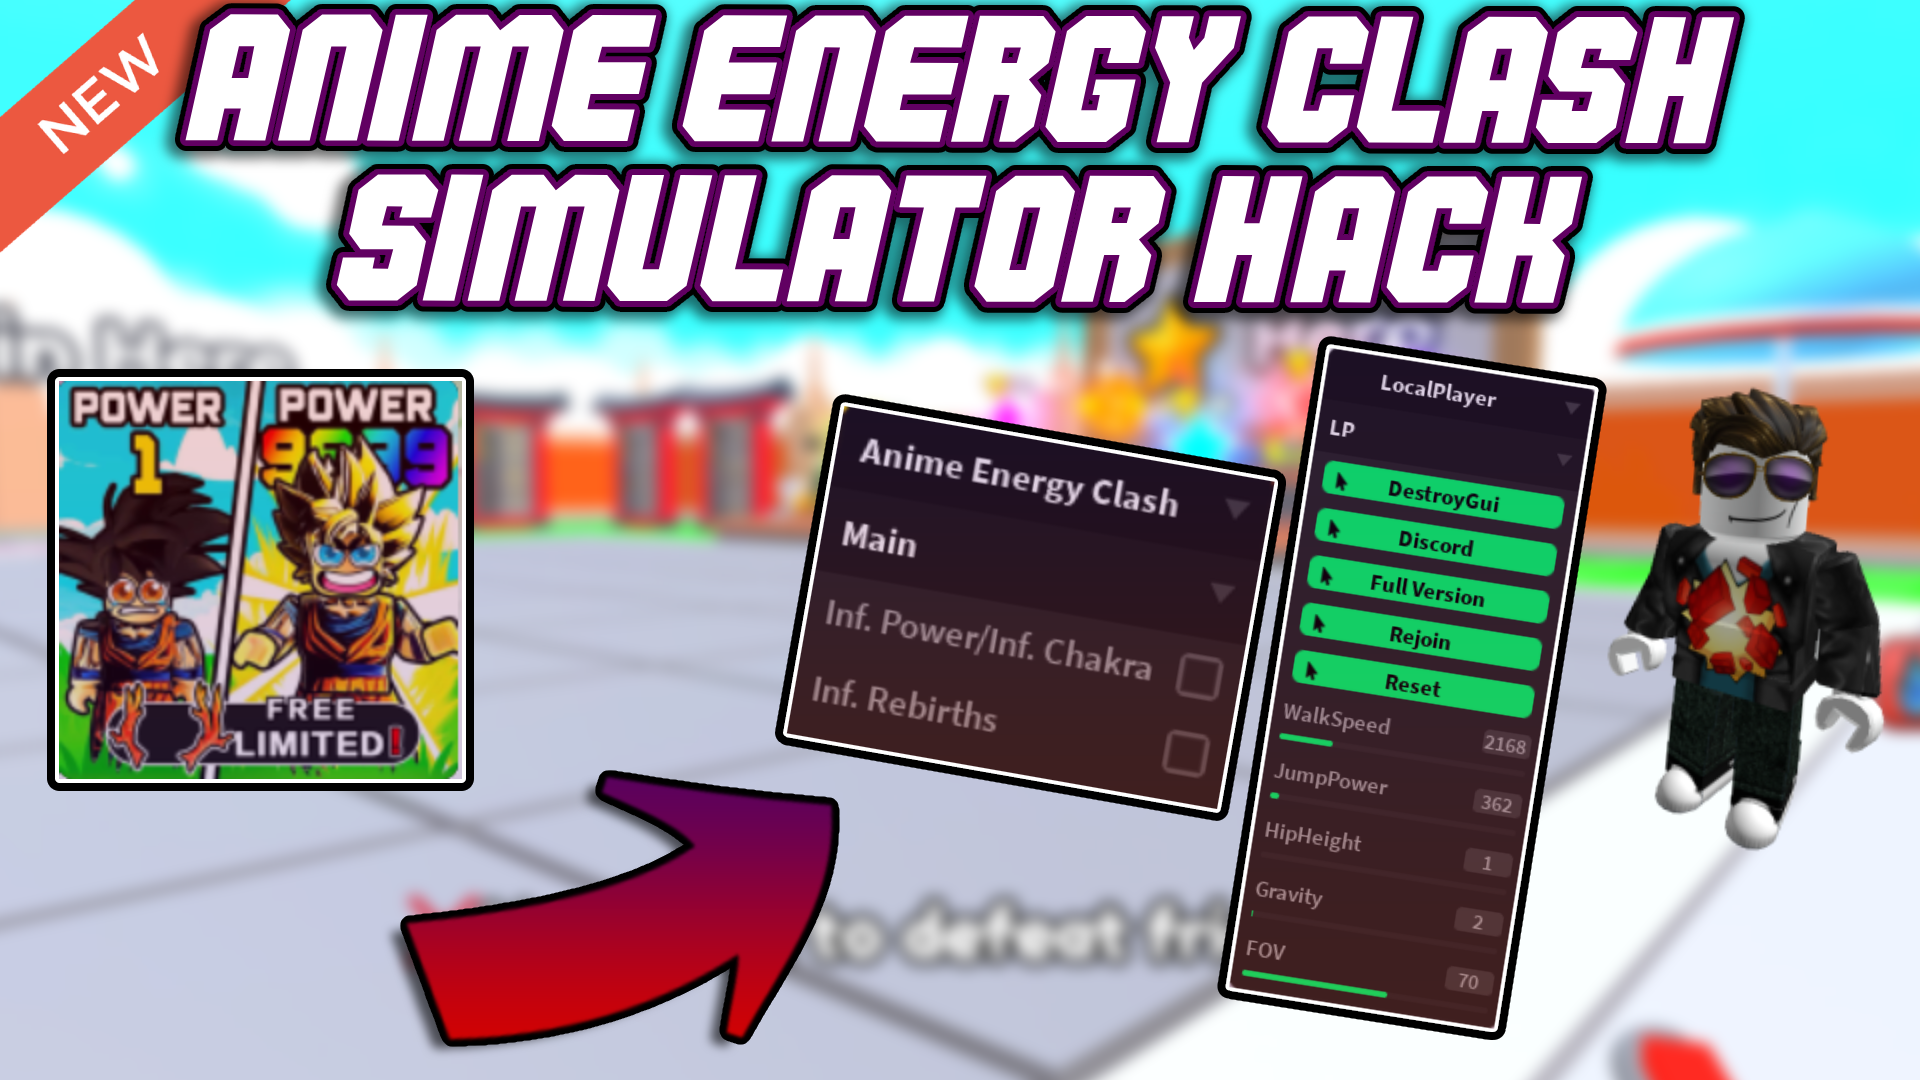 NEW
ANIME ENERGY CLASH
SIMULATOR HACK
POWER
1
POWER
FREE
LIMITED!
Anime Energy Clash
Main
Inf. Power/Inf. Chakra
Inf. Rebirths
LocalPlayer
LP
DestroyGui
Discord
Full Version
Rejoin
Reset
WalkSpeed 2168
JumpPower 362
HipHeight 1
Gravity 2
FOV 70
to defeat